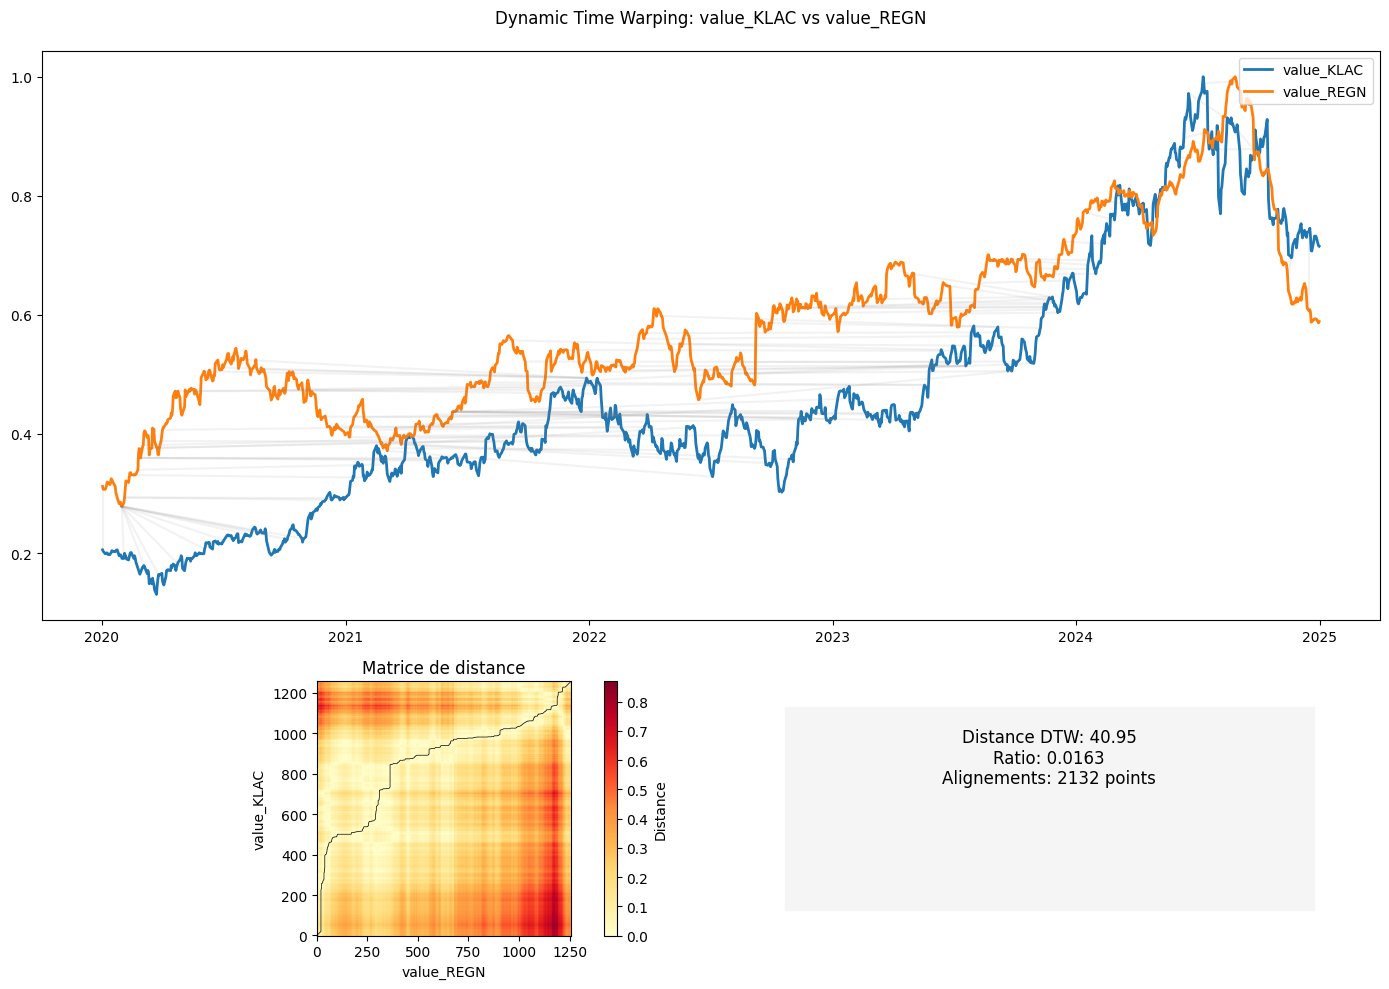 Dynamic Time Warping: value_KLAC vs value_REGN
value_KLAC
value_REGN
1.0
0.8
0.6
0.4
0.2
2020 2021 2022 2023 2024 2025
Matrice de distance
value_KLAC
1200
1000
800
600
400
200
0
0 250 500 750 1000 1250
value_REGN
0.8
0.7
0.6
0.5
0.4
0.3
0.2
0.1
0.0
Distance
Distance DTW: 40.95
Ratio: 0.0163
Alignements: 2132 points